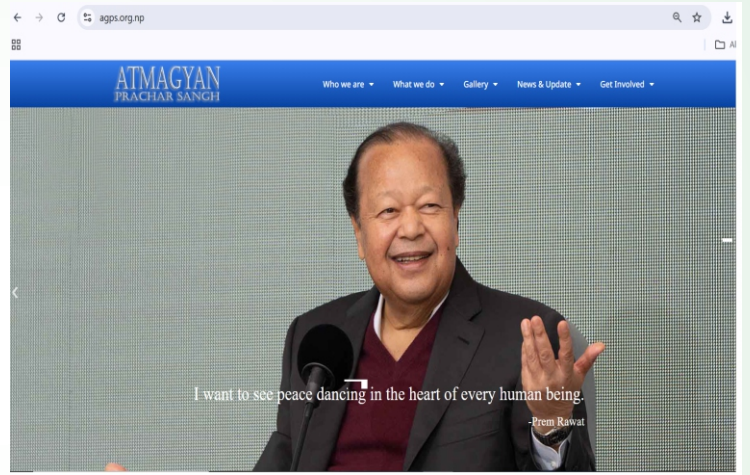 agps.org.np
Al
ATMAGYAN
PRACHAR SANGH
Who we are
What we do
Gallery
News & Update
Get Involved
I want to see peace dancing in the heart of every human being.
-Prem Rawat